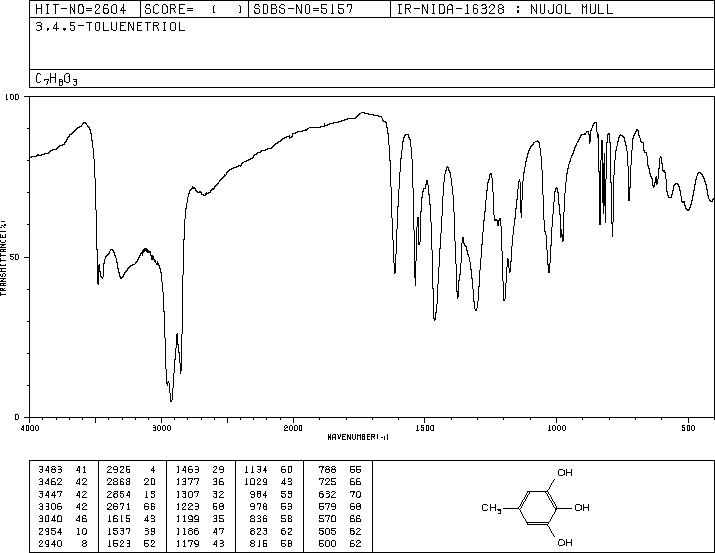 HIT-NO=2604 SCORE= ( ) SDBS-NO=5157 IR-NIDA-16328 : NUJOL MULL
3,4,5-TOLUENETRIOL
C7H8O3
100
50
0
TRANSMITTANCE(%)
4000 3000 2000 1500 1000 500
WAVENUMBER(-1)
3483 41 2926 4 1463 29 1134 60 788 55
3462 42 2868 20 1377 36 1029 43 725 66
3447 42 2854 15 1307 32 984 59 632 70
3306 42 2671 66 1223 60 978 53 579 68
3040 46 1615 43 1199 35 836 58 570 66
2954 10 1537 39 1186 47 823 62 505 62
2940 8 1523 52 1179 43 816 58 500 62
OH
CH3
OH
OH